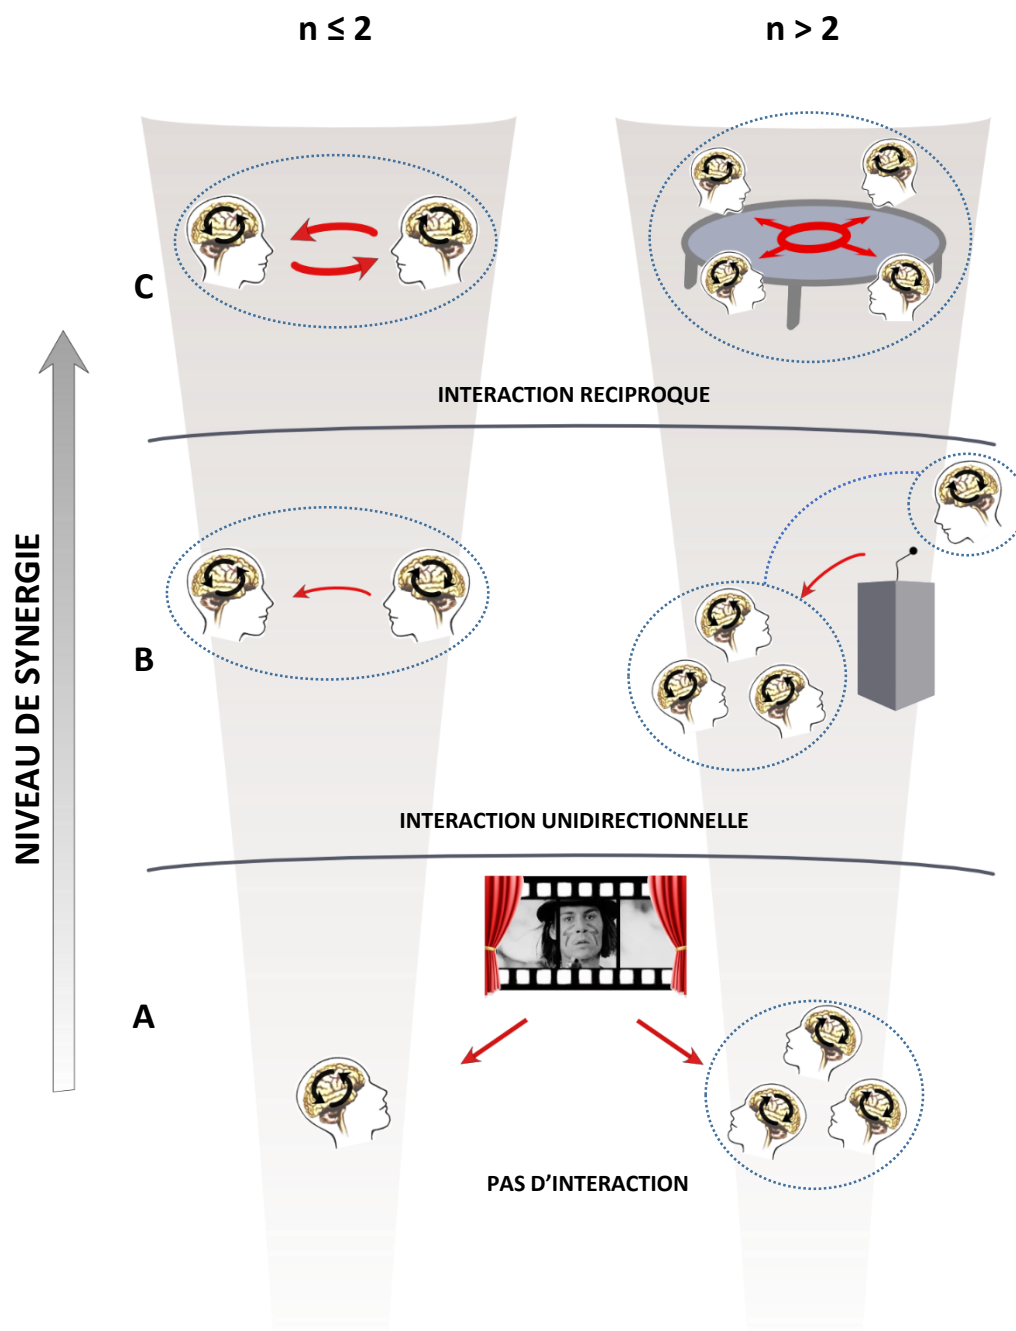 n ≤ 2
n > 2
C
INTERACTION RECIPROQUE
NIVEAU DE SYNERGIE
B
INTERACTION UNIDIRECTIONNELLE
A
PAS D’INTERACTION